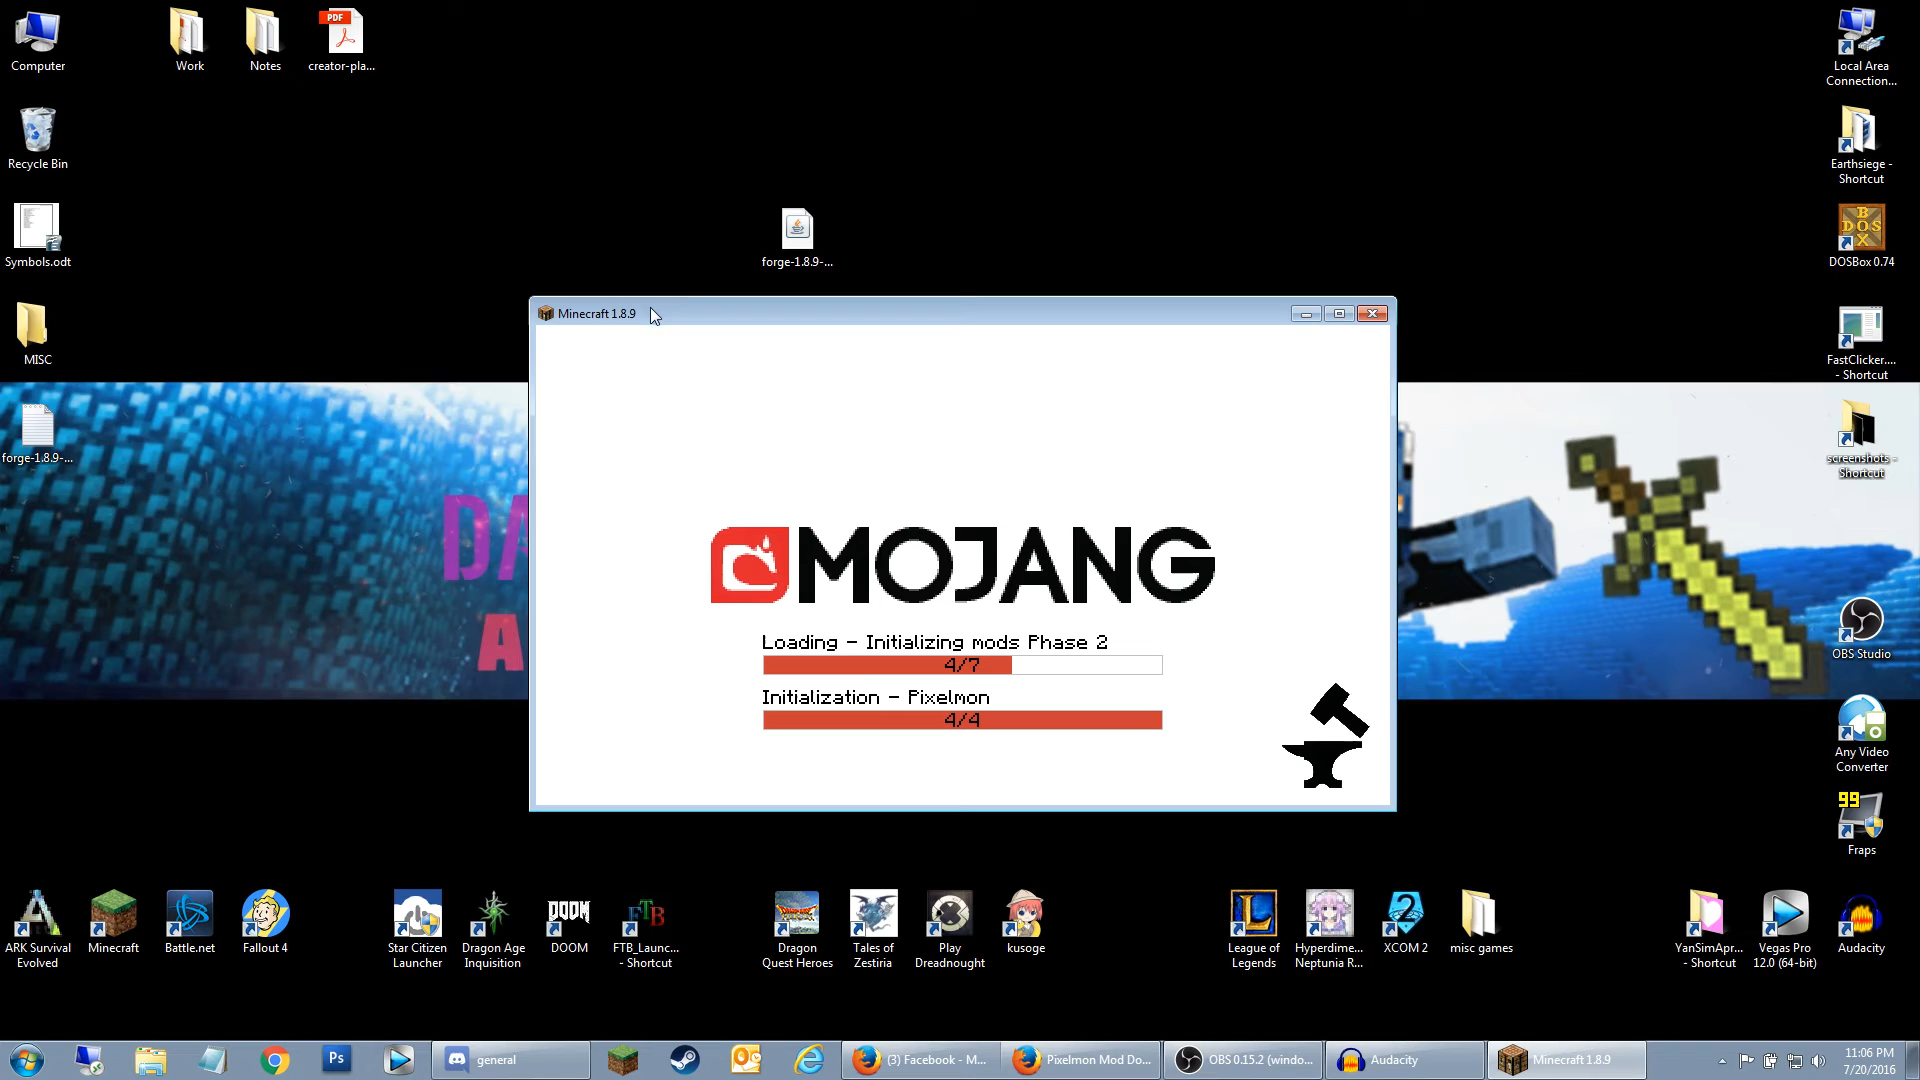 Computer
Work
Notes
PDF
creator-pla...
Local Area
Connection...
Recycle Bin
Earthsiege -
Shortcut
Symbols.odt
forge-1.8.9-...
DOSBox 0.74
MISC
Minecraft 1.8.9
FastClicker....
- Shortcut
forge-1.8.9-...
screenshots -
Shortcut
DA
A
MOJANG
Loading - Initializing mods Phase 2
4/7
Initialization - Pixelmon
4/4
OBS Studio
Any Video
Converter
99
Fraps
ARK Survival
Evolved
Minecraft
Battle.net
Fallout 4
Star Citizen
Launcher
Dragon Age
Inquisition
DOOM
DOOM
FTB
FTB_Launc...
- Shortcut
Dragon
Quest Heroes
Tales of
Zestiria
Play
Dreadnought
kusoge
League of
Legends
Hyperdime...
Neptunia R...
XCOM 2
misc games
YanSimApr...
- Shortcut
Vegas Pro
12.0 (64-bit)
Audacity
Ps
general
(3) Facebook - M...
Pixelmon Mod Do...
OBS 0.15.2 (windo...
Audacity
Minecraft 1.8.9
11:06 PM
7/20/2016